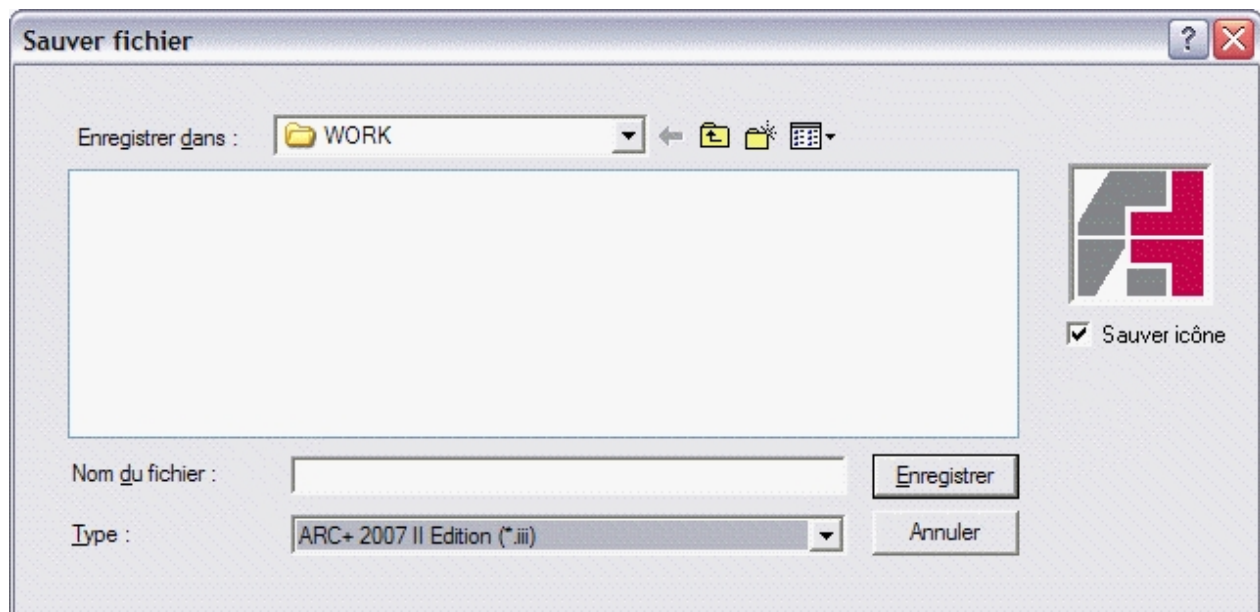 Sauver fichier
Enregistrer dans :
WORK
Sauver icône
Nom du fichier :
Enregistrer
Type :
ARC+ 2007 II Edition (*.iii)
Annuler